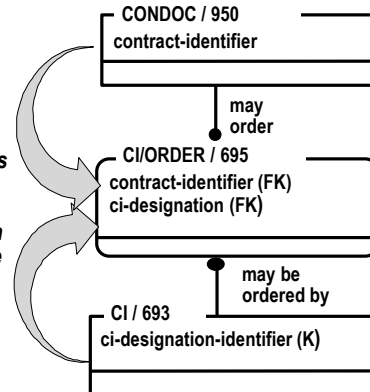 CONDOC / 950
contract-identifier
may
order
CI/ORDER / 695
contract-identifier (FK)
ci-designation (FK)
may be
ordered by
CI / 693
ci-designation-identifier (K)